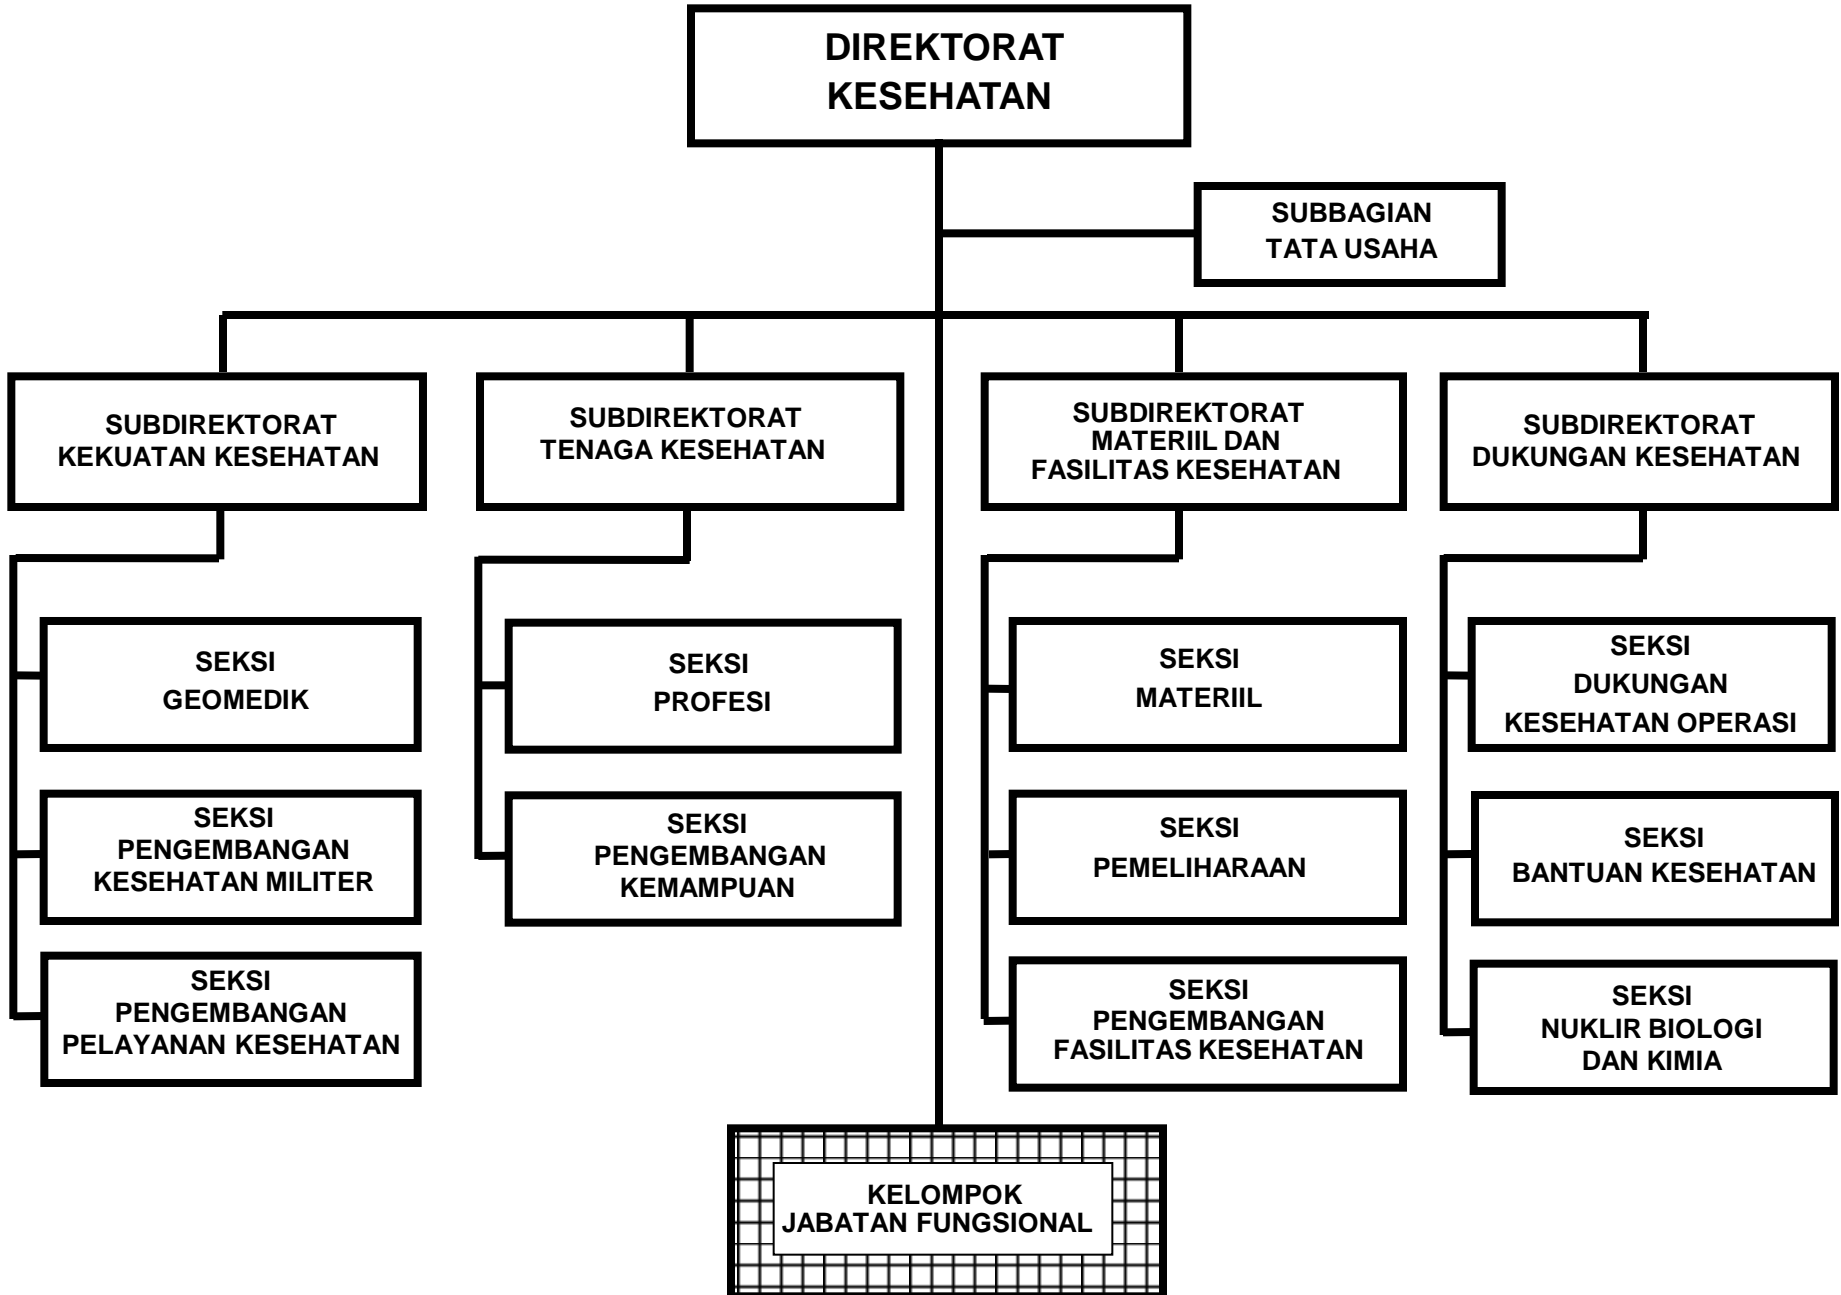 DIREKTORAT
KESEHATAN
SUBBAGIAN
TATA USAHA
SUBDIREKTORAT
KEKUATAN KESEHATAN
SUBDIREKTORAT
TENAGA KESEHATAN
SUBDIREKTORAT
MATERIIL DAN
FASILITAS KESEHATAN
SUBDIREKTORAT
DUKUNGAN KESEHATAN
SEKSI
GEOMEDIK
SEKSI
PROFESI
SEKSI
MATERIIL
SEKSI
DUKUNGAN
KESEHATAN OPERASI
SEKSI
PENGEMBANGAN
KESEHATAN MILITER
SEKSI
PENGEMBANGAN
KEMAMPUAN
SEKSI
PEMELIHARAAN
SEKSI
BANTUAN KESEHATAN
SEKSI
PENGEMBANGAN
PELAYANAN KESEHATAN
SEKSI
PENGEMBANGAN
FASILITAS KESEHATAN
SEKSI
NUKLIR BIOLOGI
DAN KIMIA
KELOMPOK
JABATAN FUNGSIONAL